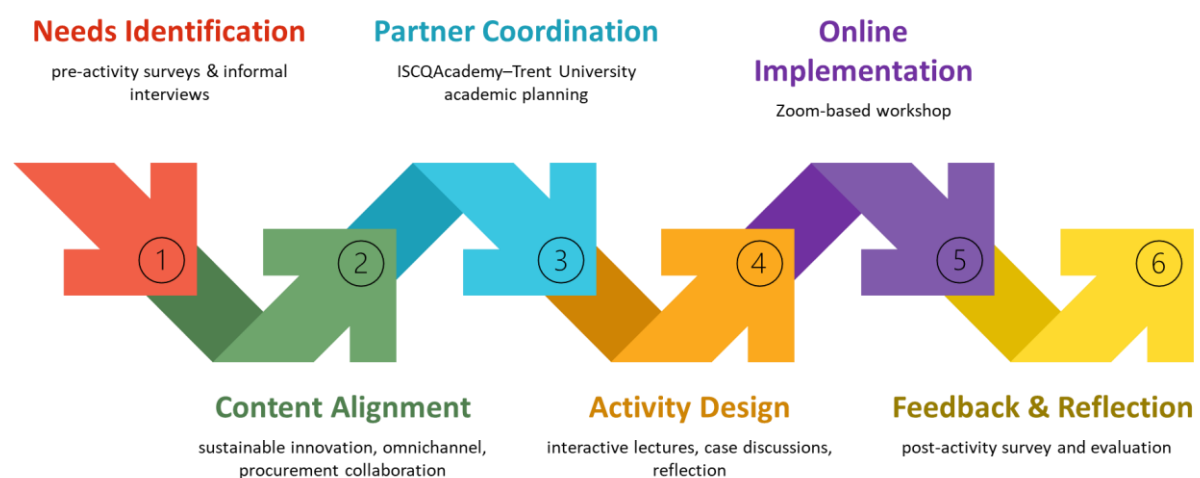 Needs Identification
pre-activity surveys & informal
interviews
Partner Coordination
ISCQAcademy–Trent University
academic planning
Online
Implementation
Zoom-based workshop
1
2
3
4
5
6
Content Alignment
sustainable innovation, omnichannel,
procurement collaboration
Activity Design
interactive lectures, case discussions,
reflection
Feedback & Reflection
post-activity survey and evaluation